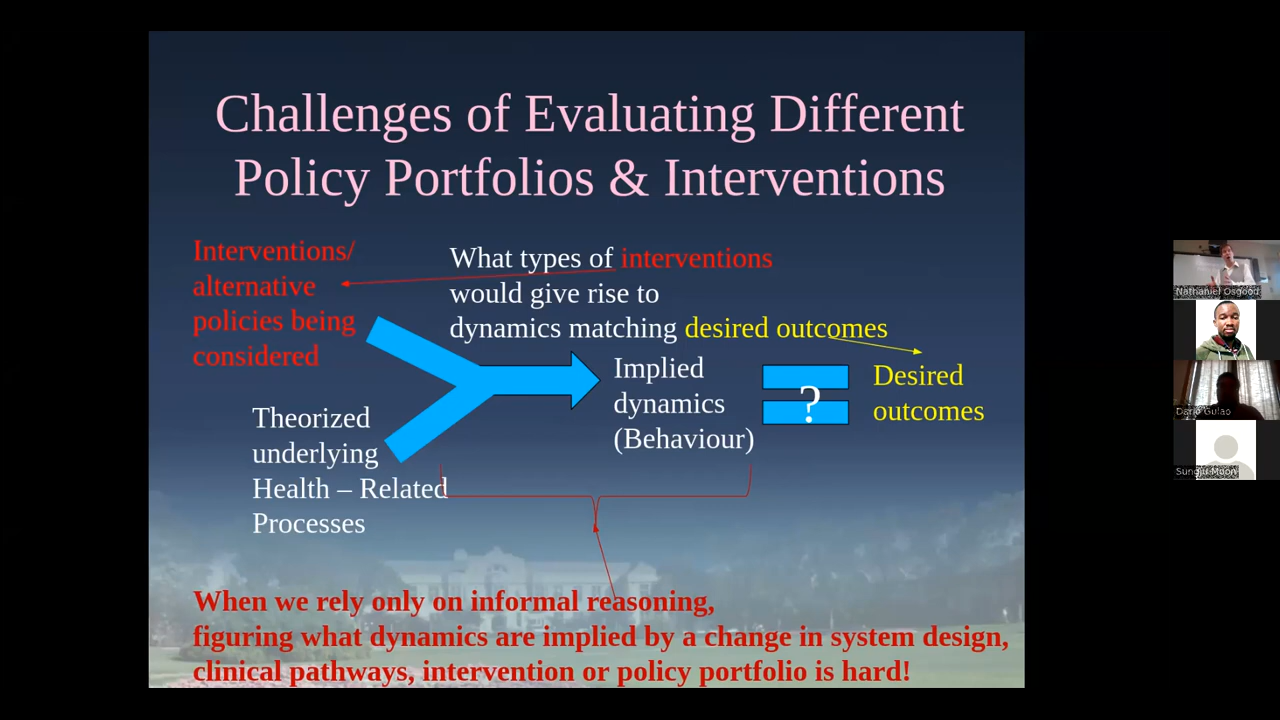 Challenges of Evaluating Different
Policy Portfolios & Interventions
Interventions/
alternative
policies being
considered
What types of interventions
would give rise to
dynamics matching desired outcomes
Implied
dynamics
(Behaviour)
?
Desired
outcomes
Theorized
underlying
Health – Related
Processes
When we rely only on informal reasoning,
figuring what dynamics are implied by a change in system design,
clinical pathways, intervention or policy portfolio is hard!
Nathaniel Osgood
Dario Gulao
Sungju Moon